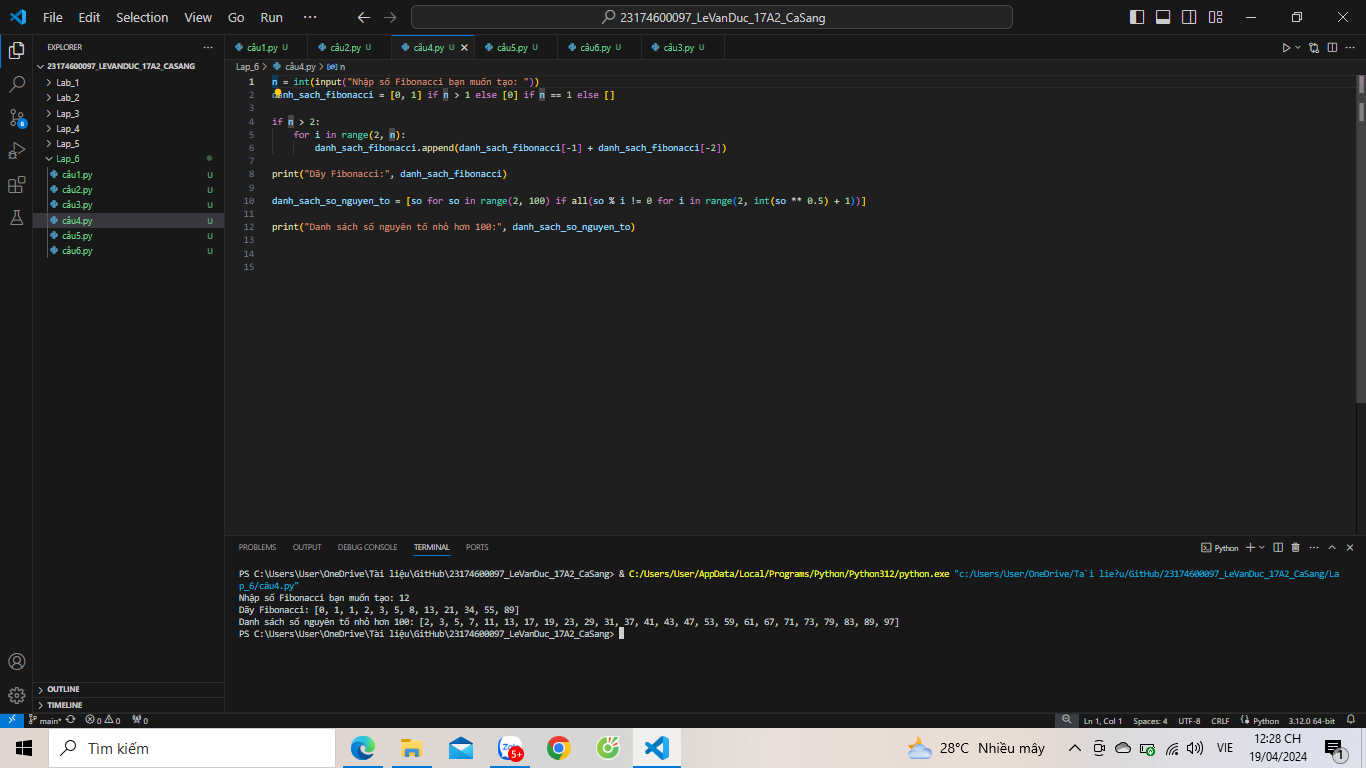 File Edit Selection View Go Run ··· 23174600097_LeVanDuc_17A2_CaSang
EXPLORER ···
23174600097_LEVANDUC_17A2_CASANG
Lab_1
Lab_2
Lap_3
Lap_4
Lap_5
Lap_6
câu1.py U
câu2.py U
câu3.py U
câu4.py U
câu5.py U
câu6.py U
OUTLINE
TIMELINE
câu1.py U câu2.py U câu4.py U câu5.py U câu6.py U câu3.py U
Lap_6 > câu4.py > n
1 n = int(input("Nhập số Fibonacci bạn muốn tạo: "))
2 danh_sach_fibonacci = [0, 1] if n > 1 else [0] if n == 1 else []
3
4 if n > 2:
5 for i in range(2, n):
6 danh_sach_fibonacci.append(danh_sach_fibonacci[-1] + danh_sach_fibonacci[-2])
7
8 print("Dãy Fibonacci:", danh_sach_fibonacci)
9
10 danh_sach_so_nguyen_to = [so for so in range(2, 100) if all(so % i != 0 for i in range(2, int(so ** 0.5) + 1))]
11
12 print("Danh sách số nguyên tố nhỏ hơn 100:", danh_sach_so_nguyen_to)
13
14
15
PROBLEMS OUTPUT DEBUG CONSOLE TERMINAL PORTS Python
PS C:\Users\User\OneDrive\Tài liệu\GitHub\23174600097_LeVanDuc_17A2_CaSang> & C:/Users/User/AppData/Local/Programs/Python/Python312/python.exe "c:/Users/User/OneDrive/Ta`i lie?u/GitHub/23174600097_LeVanDuc_17A2_CaSang/La
p_6/câu4.py"
Nhập số Fibonacci bạn muốn tạo: 12
Dãy Fibonacci: [0, 1, 1, 2, 3, 5, 8, 13, 21, 34, 55, 89]
Danh sách số nguyên tố nhỏ hơn 100: [2, 3, 5, 7, 11, 13, 17, 19, 23, 29, 31, 37, 41, 43, 47, 53, 59, 61, 67, 71, 73, 79, 83, 89, 97]
PS C:\Users\User\OneDrive\Tài liệu\GitHub\23174600097_LeVanDuc_17A2_CaSang>
main* 0 0 0 Ln 1, Col 1 Spaces: 4 UTF-8 CRLF Python 3.12.0 64-bit
Tìm kiếm 5+ 28°C Nhiều mây VIE 12:28 CH
19/04/2024 1